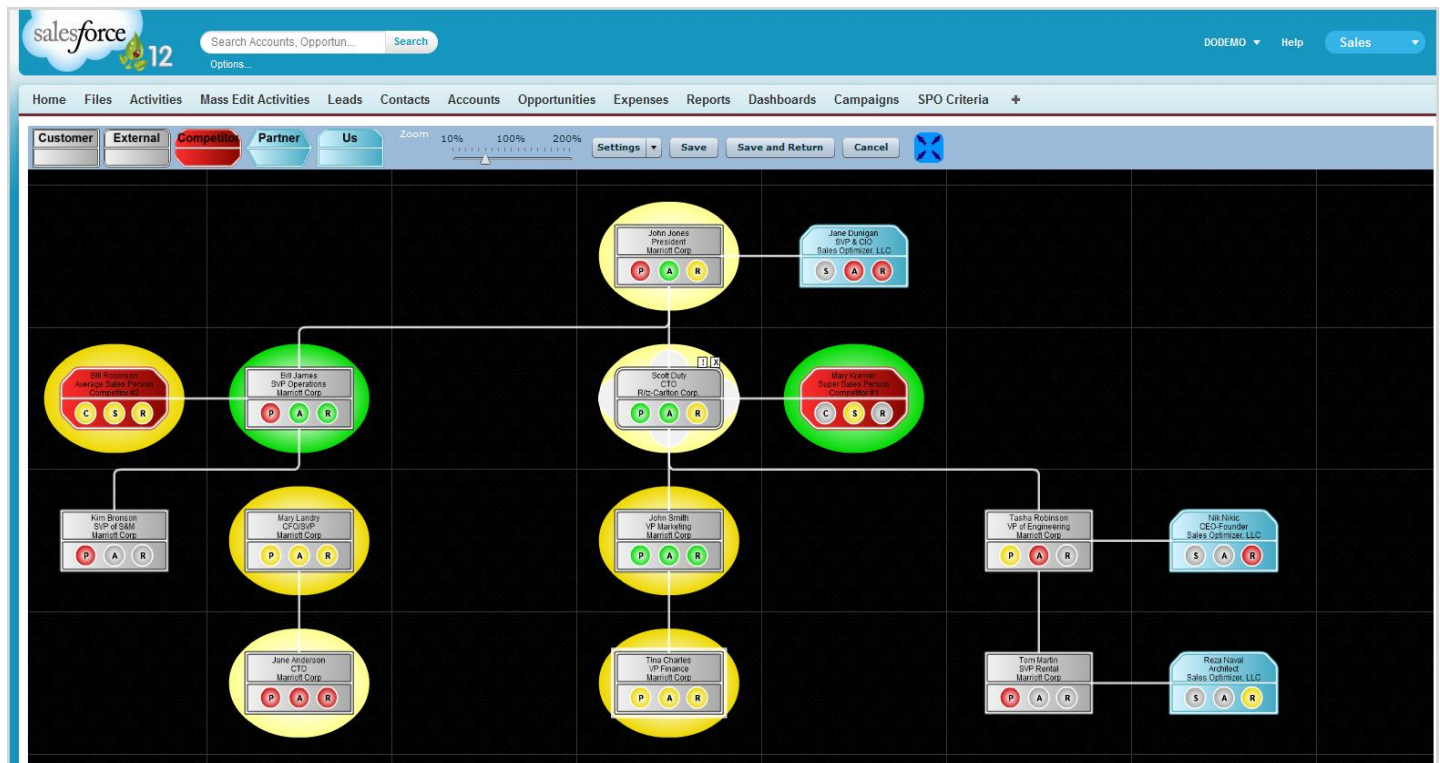 salesforce
12
Search Accounts, Opportun...
Search
Options...
DODEMO
Help
Sales
Home Files Activities Mass Edit Activities Leads Contacts Accounts Opportunities Expenses Reports Dashboards Campaigns SPO Criteria +
Customer External Competitor Partner Us
Zoom
10% 100% 200%
Settings Save Save and Return Cancel
John Jones
President
Marriott Corp
P A R
Jane Dunigan
SVP & CIO
Sales Optimizer, LLC
S A R
Bill Robinson
Average Sales Person
Competitor #2
C S R
Bill James
SVP Operations
Marriott Corp
P A R
I X
Scott Duty
CTO
Ritz-Carlton Corp
P A R
Mary Kramer
Super Sales Person
Competitor #1
C S R
Kim Bronson
SVP of S&M
Marriott Corp
P A R
Mary Landry
CFO/SVP
Marriott Corp
P A R
John Smith
VP Marketing
Marriott Corp
P A R
Tasha Robinson
VP of Engineering
Marriott Corp
P A R
Nik Nikic
CEO-Founder
Sales Optimizer, LLC
S A R
Jane Anderson
CTO
Marriott Corp
P A R
Tina Charles
VP Finance
Marriott Corp
P A R
Tom Martin
SVP Rental
Marriott Corp
P A R
Reza Naval
Architect
Sales Optimizer, LLC
S A R